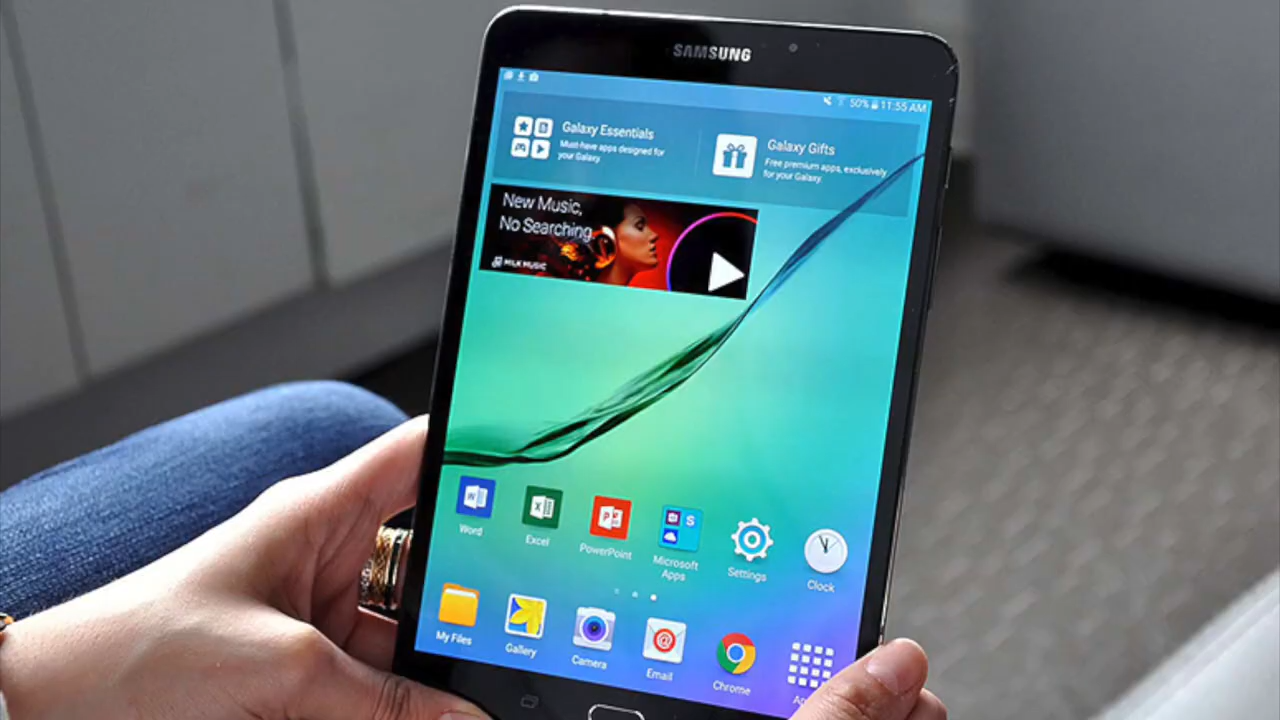 SAMSUNG
50% 11:55 AM
Galaxy Essentials
Must-have apps designed for
your Galaxy.
Galaxy Gifts
Free premium apps, exclusively
for your Galaxy.
New Music,
No Searching
MILK MUSIC
Word
Excel
PowerPoint
Microsoft
Apps
Settings
Clock
My Files
Gallery
Camera
Email
Chrome